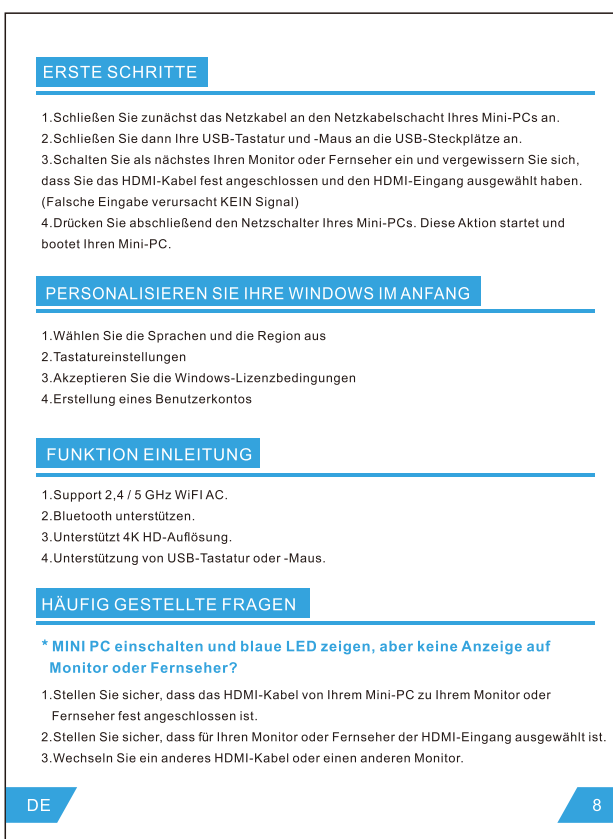 ERSTE SCHRITTE
1.Schließen Sie zunächst das Netzkabel an den Netzkabelschacht Ihres Mini-PCs an.
2.Schließen Sie dann Ihre USB-Tastatur und -Maus an die USB-Steckplätze an.
3.Schalten Sie als nächstes Ihren Monitor oder Fernseher ein und vergewissern Sie sich,
dass Sie das HDMI-Kabel fest angeschlossen und den HDMI-Eingang ausgewählt haben.
(Falsche Eingabe verursacht KEIN Signal)
4.Drücken Sie abschließend den Netzschalter Ihres Mini-PCs. Diese Aktion startet und
bootet Ihren Mini-PC.
PERSONALISIEREN SIE IHRE WINDOWS IM ANFANG
1.Wählen Sie die Sprachen und die Region aus
2.Tastatureinstellungen
3.Akzeptieren Sie die Windows-Lizenzbedingungen
4.Erstellung eines Benutzerkontos
FUNKTION EINLEITUNG
1.Support 2,4 / 5 GHz WiFI AC.
2.Bluetooth unterstützen.
3.Unterstützt 4K HD-Auflösung.
4.Unterstützung von USB-Tastatur oder -Maus.
HÄUFIG GESTELLTE FRAGEN
* MINI PC einschalten und blaue LED zeigen, aber keine Anzeige auf
Monitor oder Fernseher?
1.Stellen Sie sicher, dass das HDMI-Kabel von Ihrem Mini-PC zu Ihrem Monitor oder
Fernseher fest angeschlossen ist.
2.Stellen Sie sicher, dass für Ihren Monitor oder Fernseher der HDMI-Eingang ausgewählt ist.
3.Wechseln Sie ein anderes HDMI-Kabel oder einen anderen Monitor.
DE
8